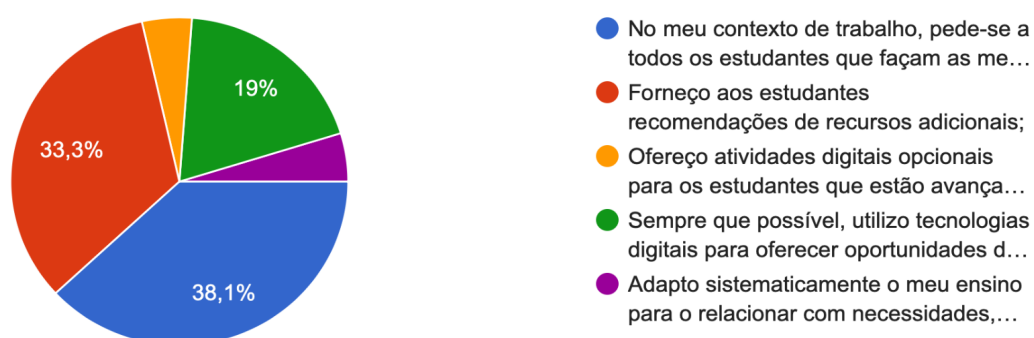 19%
33,3%
38,1%
No meu contexto de trabalho, pede-se a
todos os estudantes que façam as me…
Forneço aos estudantes
recomendações de recursos adicionais;
Ofereço atividades digitais opcionais
para os estudantes que estão avança…
Sempre que possível, utilizo tecnologias
digitais para oferecer oportunidades d…
Adapto sistematicamente o meu ensino
para o relacionar com necessidades,…